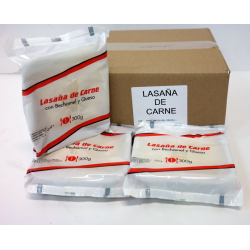 LASAÑA
DE
CARNE
Lasaña de Carne
con Bechamel y Queso
300g
Lasaña de Carne
con Bechamel y Queso
300g
Lasaña de Carne
con Bechamel y Queso
300g